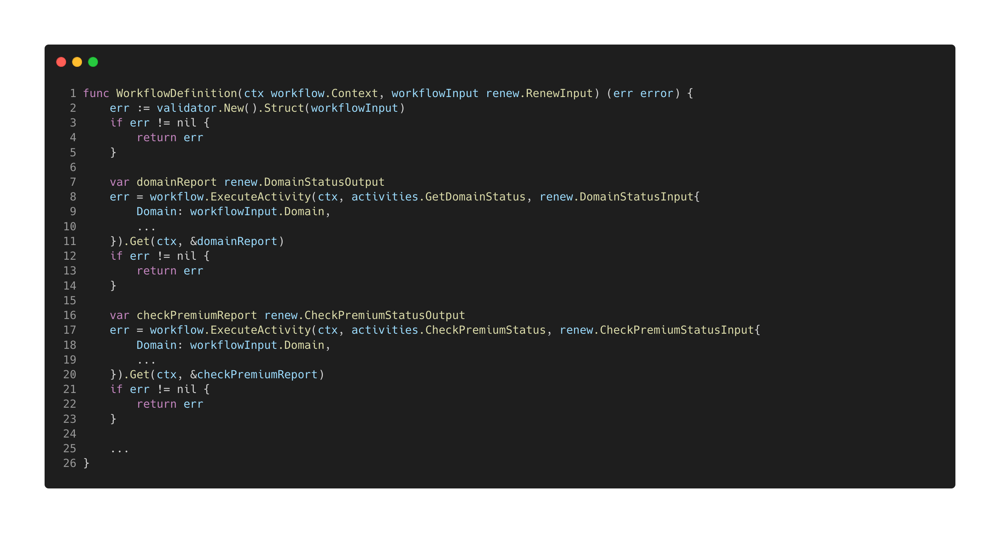 1 func WorkflowDefinition(ctx workflow.Context, workflowInput renew.RenewInput) (err error) {
2     err := validator.New().Struct(workflowInput)
3     if err != nil {
4         return err
5     }
6
7     var domainReport renew.DomainStatusOutput
8     err = workflow.ExecuteActivity(ctx, activities.GetDomainStatus, renew.DomainStatusInput{
9         Domain: workflowInput.Domain,
10         ...
11     }).Get(ctx, &domainReport)
12     if err != nil {
13         return err
14     }
15
16     var checkPremiumReport renew.CheckPremiumStatusOutput
17     err = workflow.ExecuteActivity(ctx, activities.CheckPremiumStatus, renew.CheckPremiumStatusInput{
18         Domain: workflowInput.Domain,
19         ...
20     }).Get(ctx, &checkPremiumReport)
21     if err != nil {
22         return err
23     }
24
25     ...
26 }